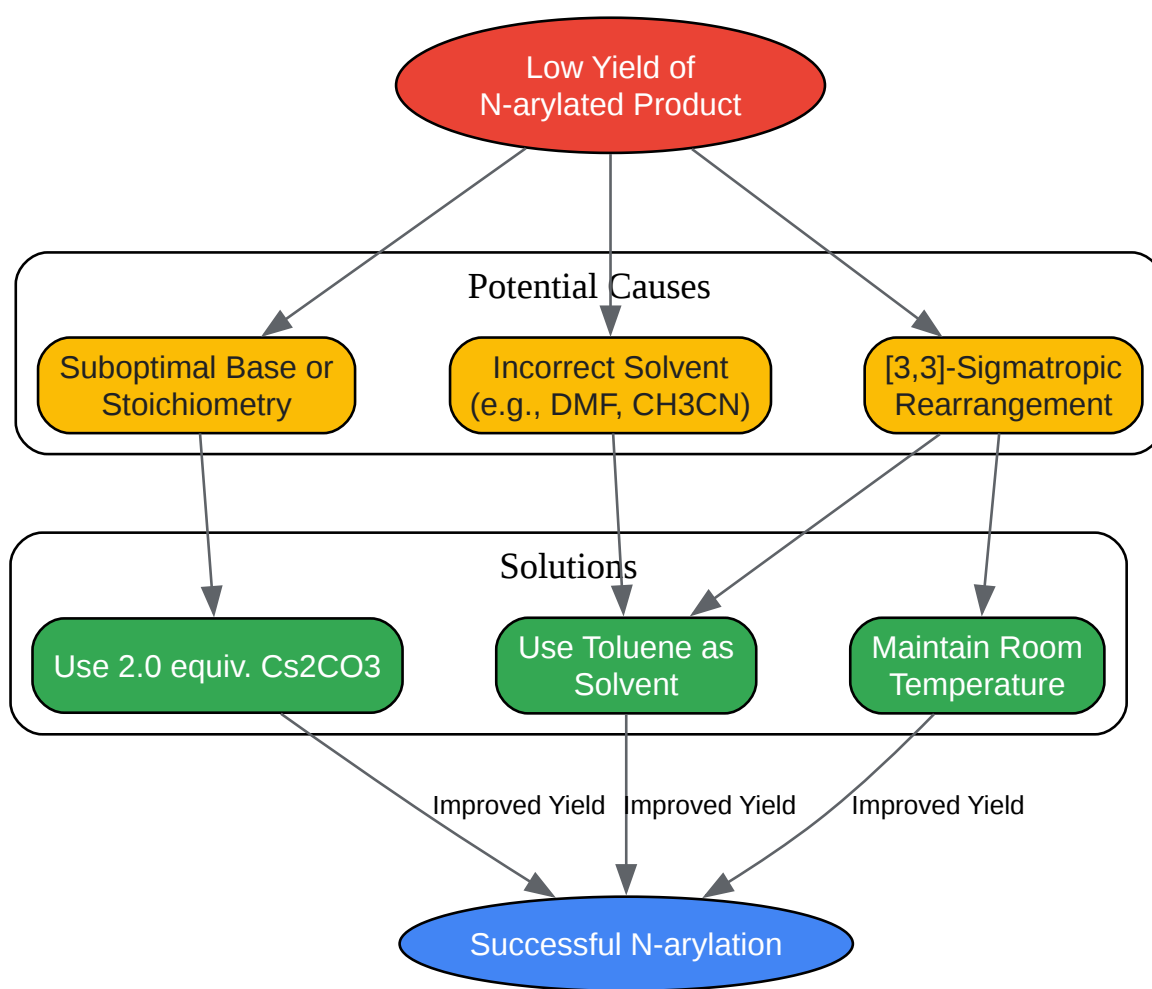 Low Yield of
N-arylated Product
Potential Causes
Suboptimal Base or
Stoichiometry
Incorrect Solvent
(e.g., DMF, CH3CN)
[3,3]-Sigmatropic
Rearrangement
Solutions
Use 2.0 equiv. Cs2CO3
Use Toluene as
Solvent
Maintain Room
Temperature
Improved Yield
Improved Yield
Improved Yield
Successful N-arylation